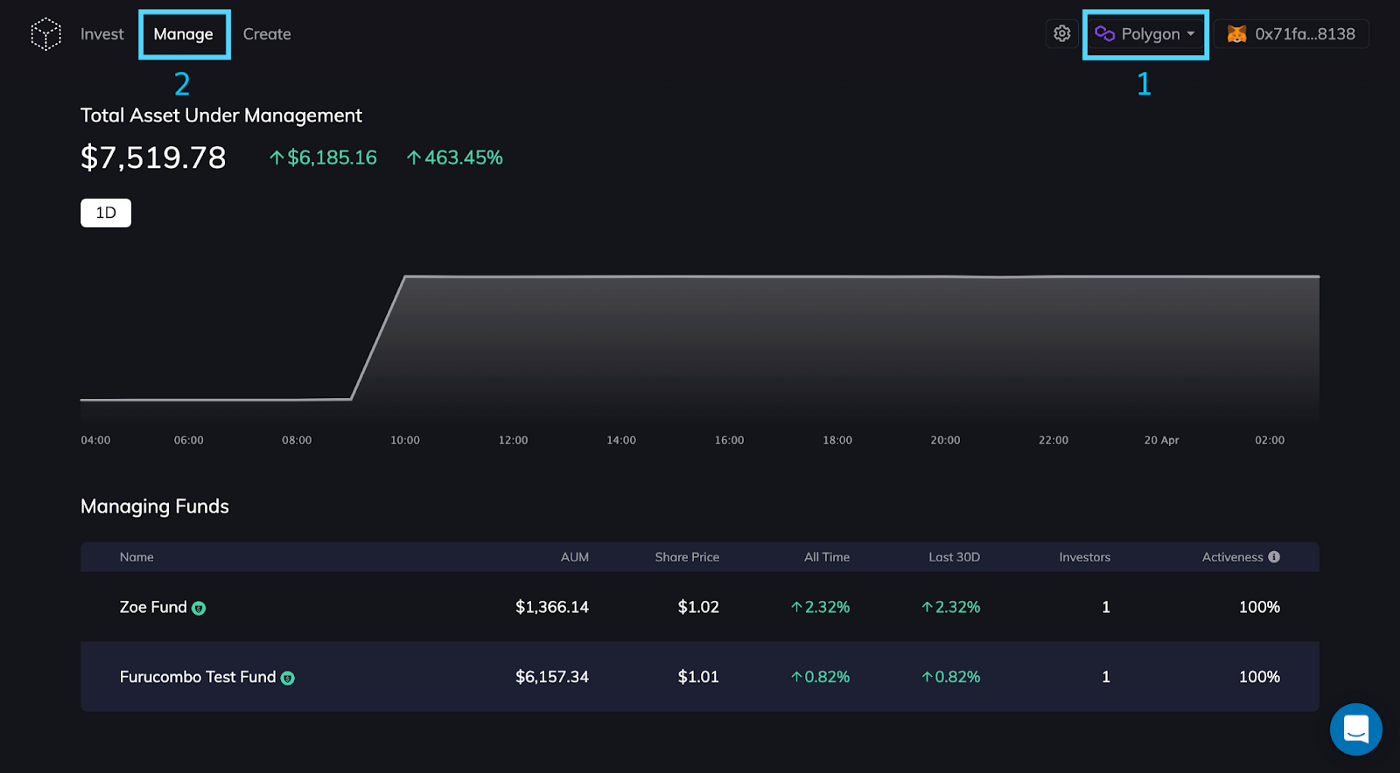 Invest Manage Create Polygon 0x71fa...8138
2 1
Total Asset Under Management
$7,519.78 ↑$6,185.16 ↑463.45%
1D
04:00 06:00 08:00 10:00 12:00 14:00 16:00 18:00 20:00 22:00 20 Apr 02:00
Managing Funds
Name AUM Share Price All Time Last 30D Investors Activeness
Zoe Fund $1,366.14 $1.02 ↑2.32% ↑2.32% 1 100%
Furucombo Test Fund $6,157.34 $1.01 ↑0.82% ↑0.82% 1 100%